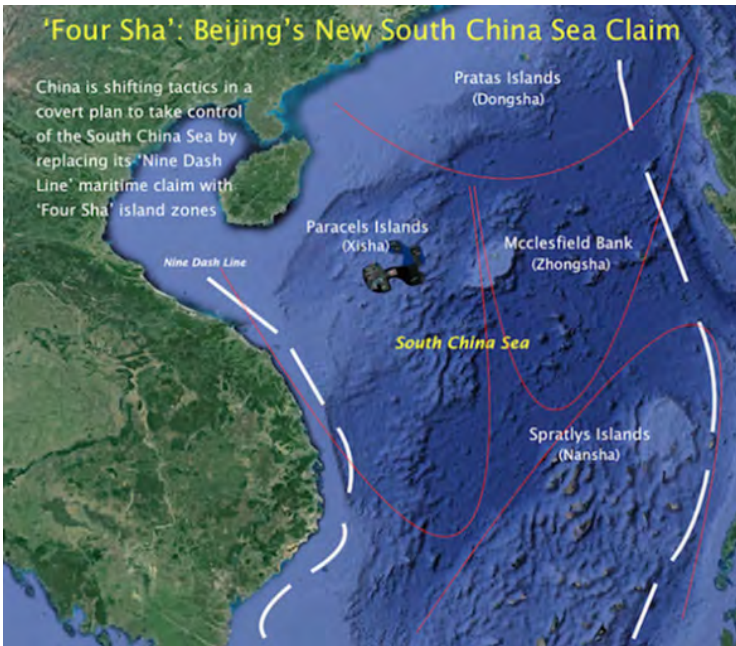 ‘Four Sha’: Beijing’s New South China Sea Claim
China is shifting tactics in a
covert plan to take control
of the South China Sea by
replacing its ‘Nine Dash
Line’ maritime claim with
‘Four Sha’ island zones
Pratas Islands
(Dongsha)
Paracels Islands
(Xisha)
Mcclesfield Bank
(Zhongsha)
Nine Dash Line
South China Sea
Spratlys Islands
(Nansha)